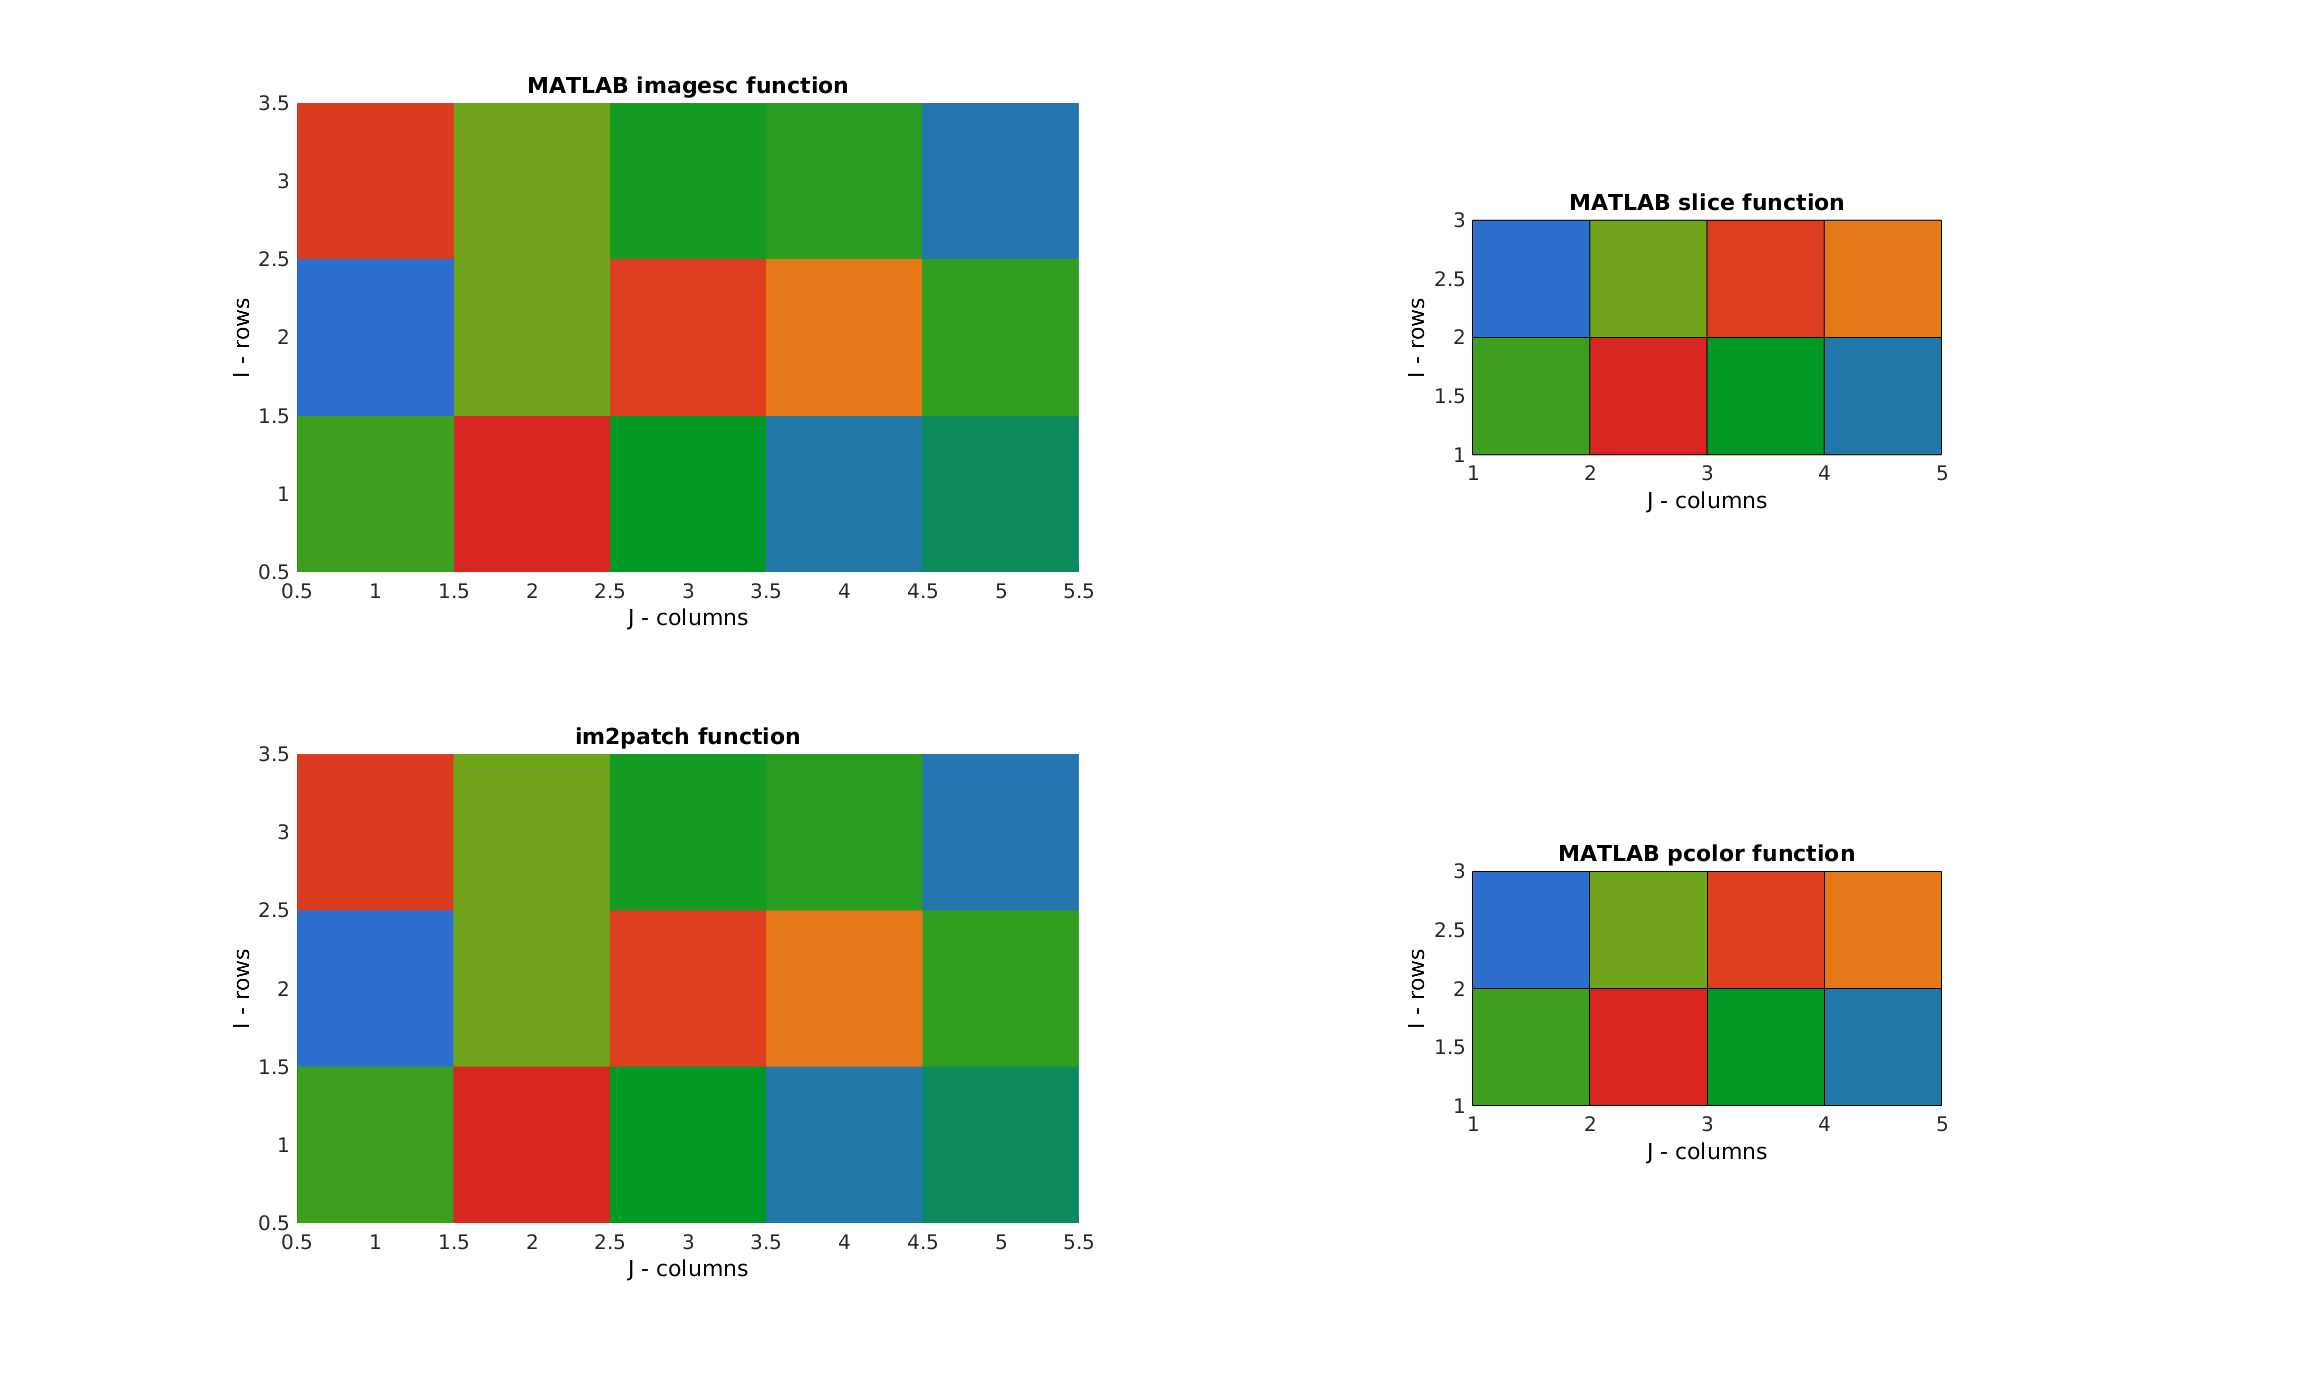 MATLAB imagesc function
3.5
3
2.5
2
1.5
1
0.5
I - rows
0.5 1 1.5 2 2.5 3 3.5 4 4.5 5 5.5
J - columns
MATLAB slice function
3
2.5
2
1.5
1
I - rows
1 2 3 4 5
J - columns
im2patch function
3.5
3
2.5
2
1.5
1
0.5
I - rows
0.5 1 1.5 2 2.5 3 3.5 4 4.5 5 5.5
J - columns
MATLAB pcolor function
3
2.5
2
1.5
1
I - rows
1 2 3 4 5
J - columns